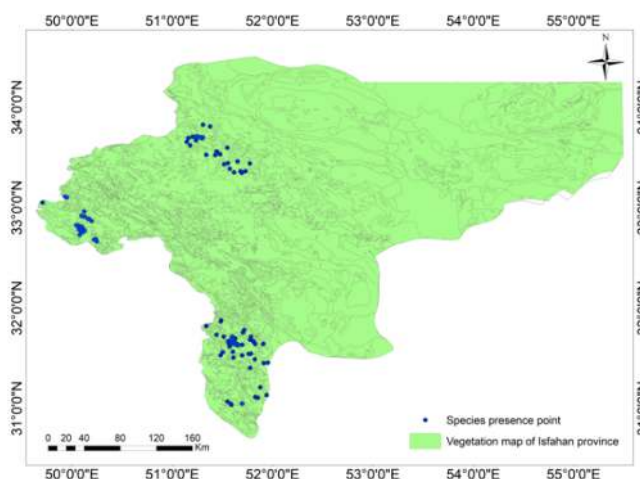 50°0'0"E 51°0'0"E 52°0'0"E 53°0'0"E 54°0'0"E 55°0'0"E
N
34°0'0"N
33°0'0"N
32°0'0"N
31°0'0"N
Species presence point
Vegetation map of Isfahan province
0 20 40 80 120 160
Km
50°0'0"E 51°0'0"E 52°0'0"E 53°0'0"E 54°0'0"E 55°0'0"E